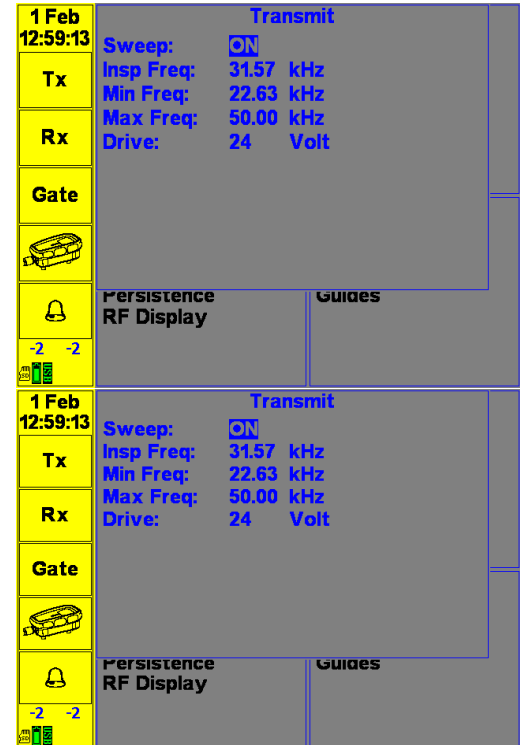 1 Feb
12:59:13
Transmit
Sweep: ON
Insp Freq: 31.57 kHz
Min Freq: 22.63 kHz
Max Freq: 50.00 kHz
Drive: 24 Volt
Tx
Rx
Gate
Persistence
RF Display
Guides
-2 -2
1 Feb
12:59:13
Transmit
Sweep: ON
Insp Freq: 31.57 kHz
Min Freq: 22.63 kHz
Max Freq: 50.00 kHz
Drive: 24 Volt
Tx
Rx
Gate
Persistence
RF Display
Guides
-2 -2